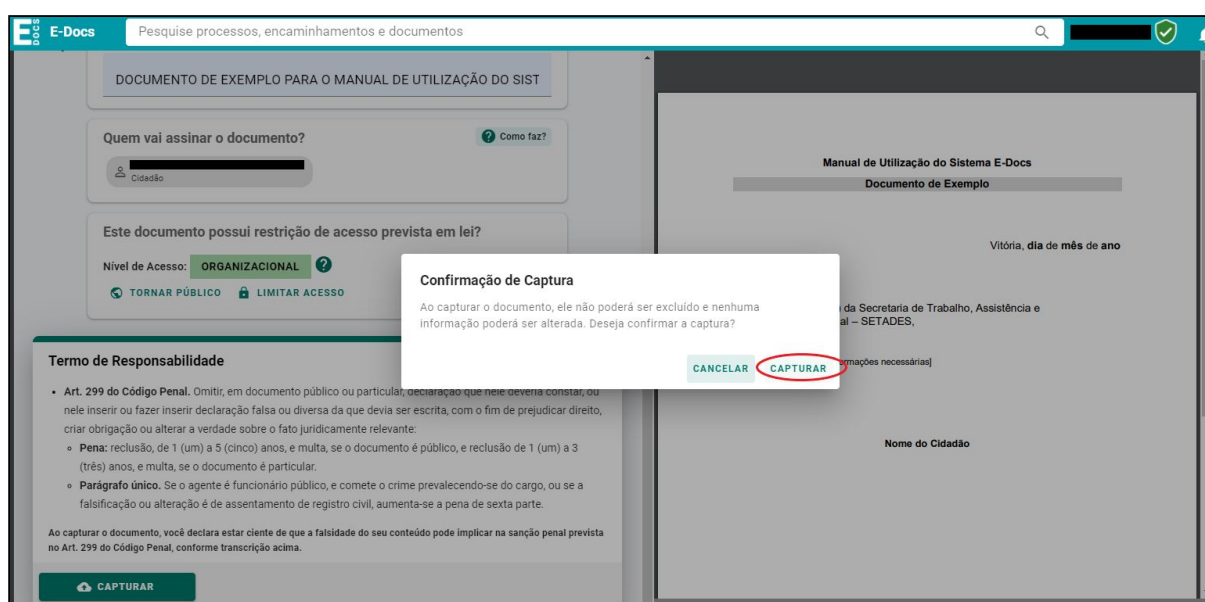 E DOCS E-Docs Pesquise processos, encaminhamentos e documentos
DOCUMENTO DE EXEMPLO PARA O MANUAL DE UTILIZAÇÃO DO SIST
Quem vai assinar o documento? Como faz?
Cidadão
Este documento possui restrição de acesso prevista em lei?
Nível de Acesso: ORGANIZACIONAL
TORNAR PÚBLICO LIMITAR ACESSO
Termo de Responsabilidade
• Art. 299 do Código Penal. Omitir, em documento público ou particular, declaração que nele deveria constar, ou
nele inserir ou fazer inserir declaração falsa ou diversa da que devia ser escrita, com o fim de prejudicar direito,
criar obrigação ou alterar a verdade sobre o fato juridicamente relevante:
Pena: reclusão, de 1 (um) a 5 (cinco) anos, e multa, se o documento é público, e reclusão de 1 (um) a 3
(três) anos, e multa, se o documento é particular.
Parágrafo único. Se o agente é funcionário público, e comete o crime prevalecendo-se do cargo, ou se a
falsificação ou alteração é de assentamento de registro civil, aumenta-se a pena de sexta parte.
Ao capturar o documento, você declara estar ciente de que a falsidade do seu conteúdo pode implicar na sanção penal prevista
no Art. 299 do Código Penal, conforme transcrição acima.
CAPTURAR
Confirmação de Captura
Ao capturar o documento, ele não poderá ser excluído e nenhuma
informação poderá ser alterada. Deseja confirmar a captura?
CANCELAR CAPTURAR
Manual de Utilização do Sistema E-Docs
Documento de Exemplo
Vitória, dia de mês de ano
da Secretaria de Trabalho, Assistência e
al – SETADES,
ormações necessárias]
Nome do Cidadão